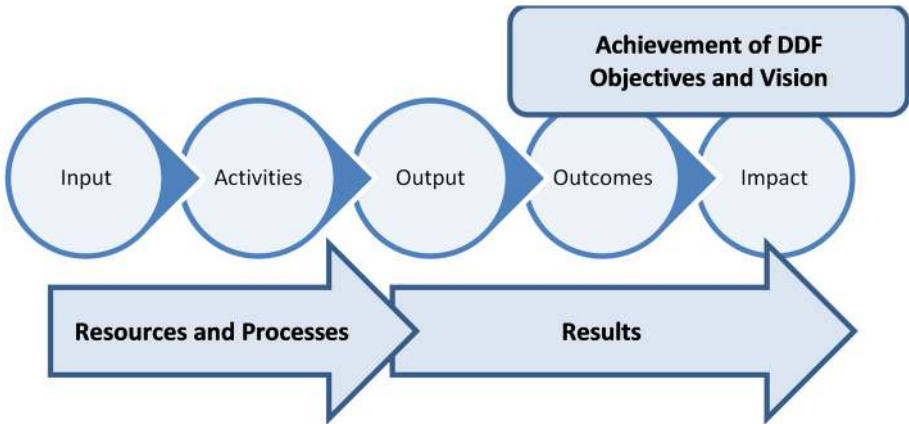 Achievement of DDF
Objectives and Vision
Input
Activities
Output
Outcomes
Impact
Resources and Processes
Results